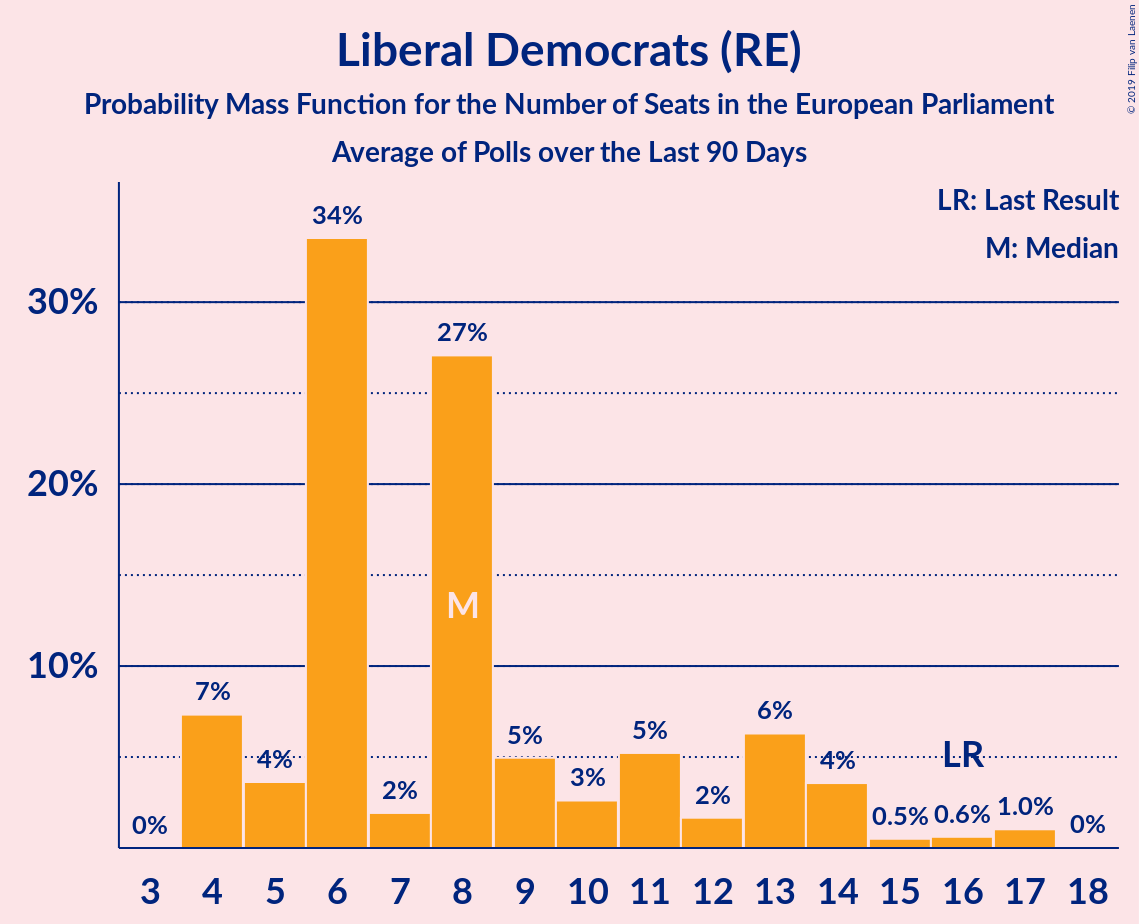 Liberal Democrats (RE)
Probability Mass Function for the Number of Seats in the European Parliament
Average of Polls over the Last 90 Days
© 2019 Filip van Laenen
LR: Last Result
M: Median
34%
30%
27%
20%
M
10%
7%
6%
5%
5%
4%
4%
LR
3%
2%
2%
1.0%
0.6%
0.5%
0%
0%
3 4 5 6 7 8 9 10 11 12 13 14 15 16 17 18